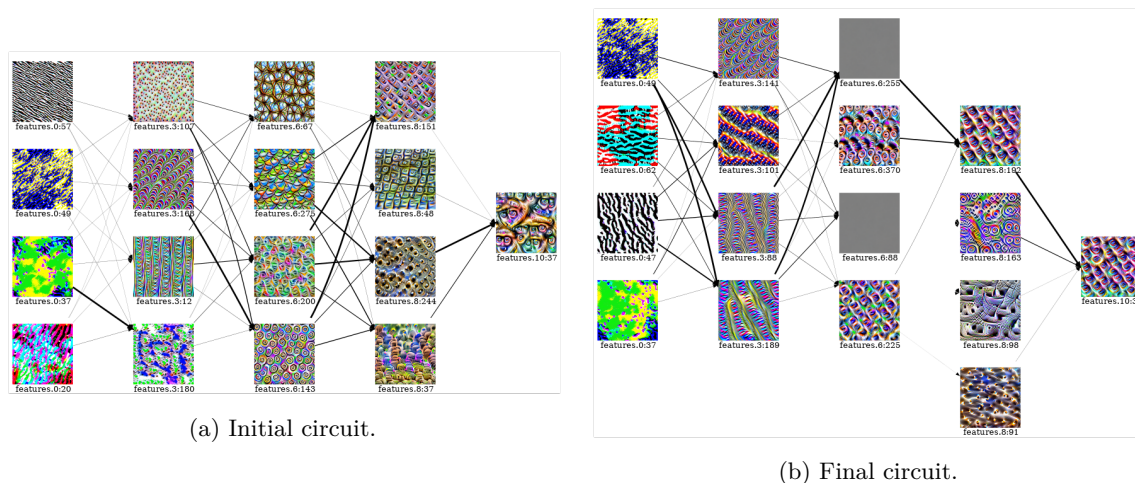 features.0:57
features.3:107
features.6:67
features.8:151
features.0:49
features.3:168
features.6:275
features.8:48
features.10:37
features.0:37
features.3:12
features.6:200
features.8:244
features.0:20
features.3:180
features.6:143
features.8:37
(a) Initial circuit.
features.0:49
features.3:141
features.6:255
features.0:62
features.3:101
features.6:370
features.8:192
features.0:47
features.3:88
features.6:88
features.8:163
features.10:3
features.0:37
features.3:189
features.6:225
features.8:98
features.8:91
(b) Final circuit.